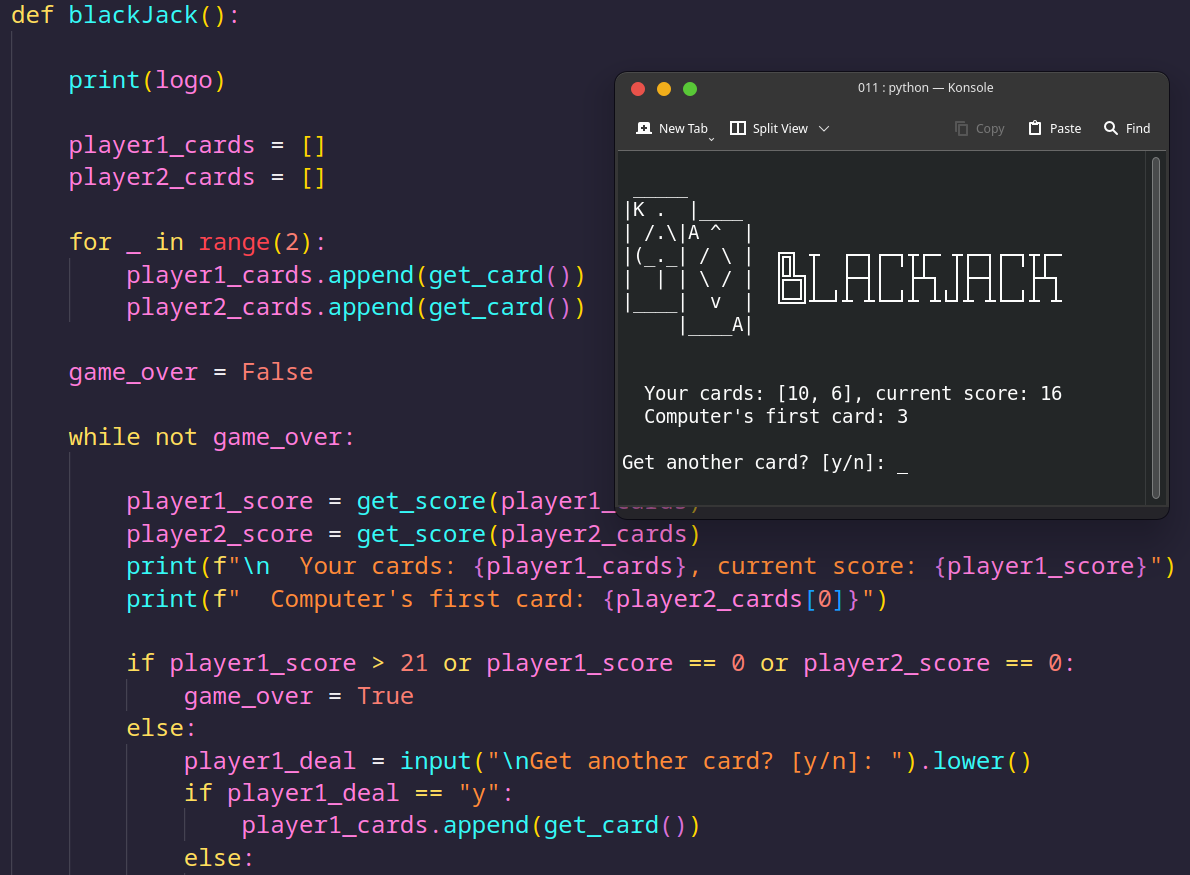 def blackJack():
print(logo)
player1_cards = []
player2_cards = []
for _ in range(2):
player1_cards.append(get_card())
player2_cards.append(get_card())
game_over = False
while not game_over:
player1_score = get_score(player1_cards)
player2_score = get_score(player2_cards)
print(f"\n  Your cards: {player1_cards}, current score: {player1_score}")
print(f"  Computer's first card: {player2_cards[0]}")
if player1_score > 21 or player1_score == 0 or player2_score == 0:
game_over = True
else:
player1_deal = input("\nGet another card? [y/n]: ").lower()
if player1_deal == "y":
player1_cards.append(get_card())
else:
011 : python — Konsole
New Tab
Split View
Copy
Paste
Find
K
A
A
BLACKJACK
Your cards: [10, 6], current score: 16
Computer's first card: 3
Get another card? [y/n]: _